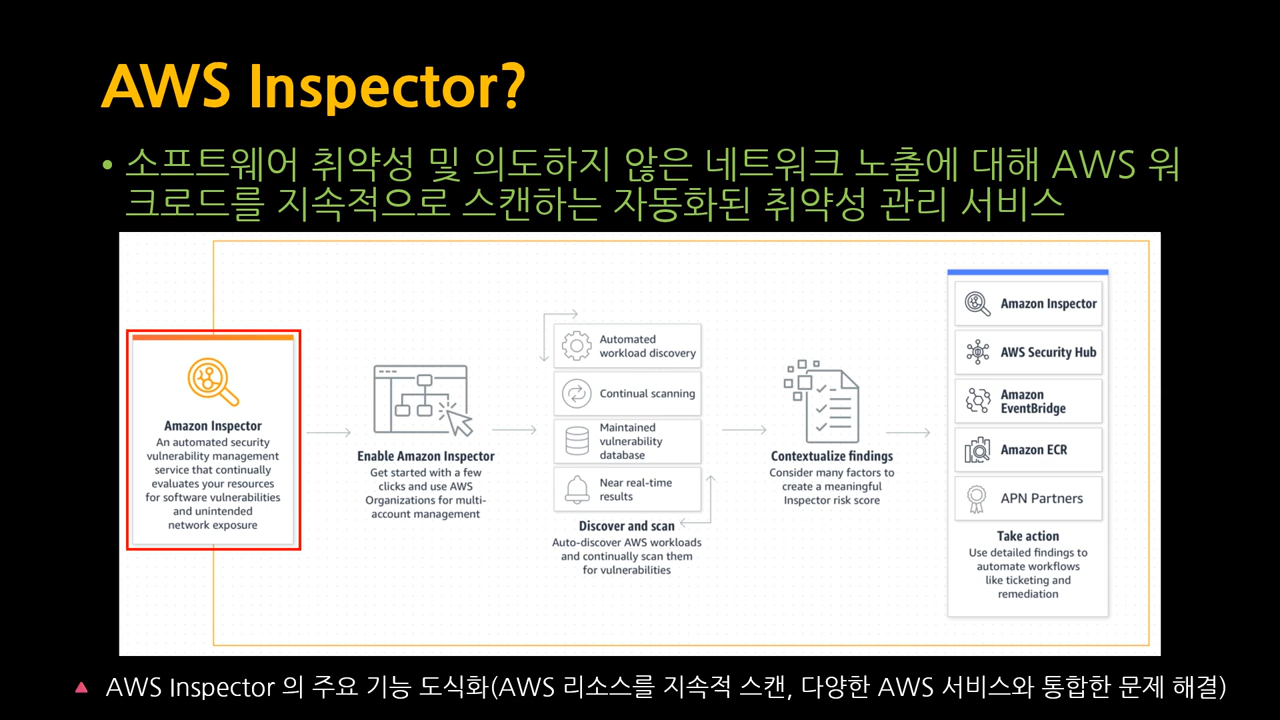 AWS Inspector?
• 소프트웨어 취약성 및 의도하지 않은 네트워크 노출에 대해 AWS 워
크로드를 지속적으로 스캔하는 자동화된 취약성 관리 서비스
Amazon Inspector
An automated security
vulnerability management
service that continually
evaluates your resources
for software vulnerabilities
and unintended
network exposure
Enable Amazon Inspector
Get started with a few
clicks and use AWS
Organizations for multi-
account management
Automated
workload discovery
Continual scanning
Maintained
vulnerability
database
Near real-time
results
Discover and scan
Auto-discover AWS workloads
and continually scan them
for vulnerabilities
Contextualize findings
Consider many factors to
create a meaningful
Inspector risk score
Amazon Inspector
AWS Security Hub
Amazon
EventBridge
Amazon ECR
APN Partners
Take action
Use detailed findings to
automate workflows
like ticketing and
remediation
🔺 AWS Inspector 의 주요 기능 도식화(AWS 리소스를 지속적 스캔, 다양한 AWS 서비스와 통합한 문제 해결)